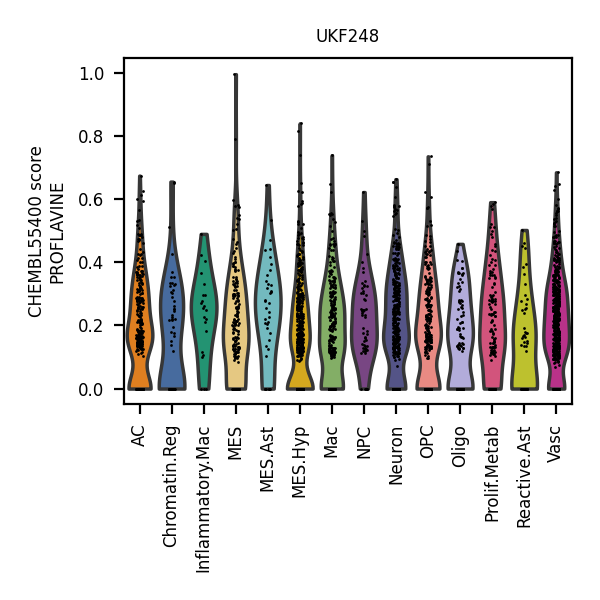 UKF248
CHEMBL55400 score
PROFLAVINE
1.0
0.8
0.6
0.4
0.2
0.0
AC
Chromatin.Reg
Inflammatory.Mac
MES
MES.Ast
MES.Hyp
Mac
NPC
Neuron
OPC
Oligo
Prolif.Metab
Reactive.Ast
Vasc